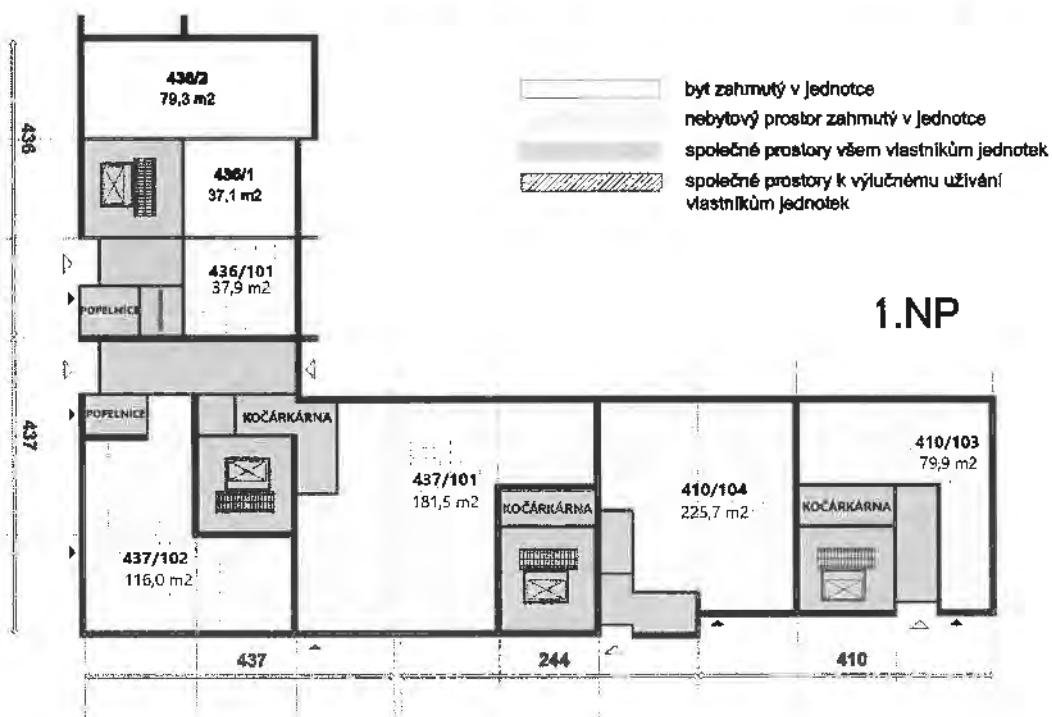 436/2
79,3 m2
byt zahrnutý v jednotce
nebytový prostor zahrnutý v jednotce
společné prostory všem vlastníkům jednotek
společné prostory k výlučnému užívání
vlastníkům jednotek
436
436/1
37,1 m2
436/101
37,9 m2
POPELNICE
1.NP
POPELNICE
KOČÁRKÁRNA
437
437/101
181,5 m2
410/104
225,7 m2
410/103
79,9 m2
KOČÁRKÁRNA
KOČÁRKÁRNA
437/102
116,0 m2
437
244
410